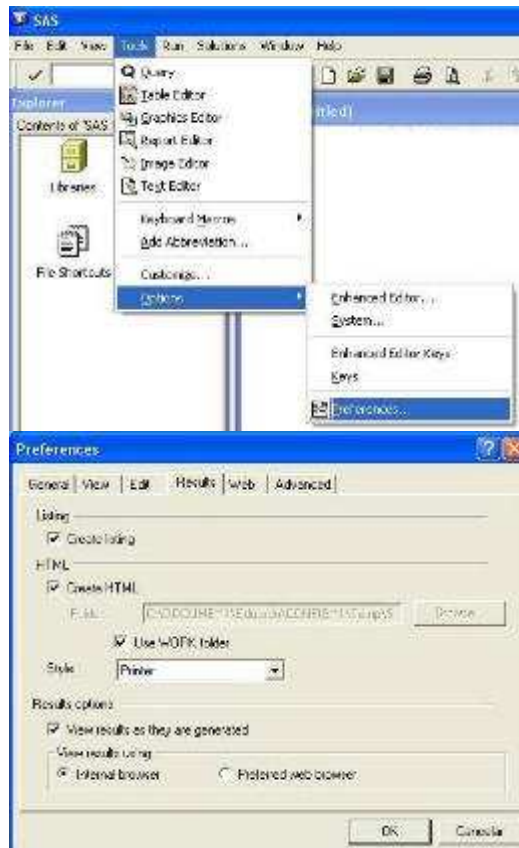 SAS
File Edit View Tools Run Solutions Window Help
Explorer
Contents of 'SAS
Libraries
File Shortcuts
Query
Table Editor
Graphics Editor
Report Editor
Image Editor
Text Editor
Keyboard Macros
Add Abbreviation...
Customize...
Options
Enhanced Editor...
System...
Enhanced Editor Keys
Keys
Preferences...
Preferences
General View Edit Results Web Advanced
Listing
Create listing
HTML
Create HTML
Use WORK folder
Style: Printer
Results options
View results as they are generated
View results using
Internal browser Preferred web browser
OK Cancelar